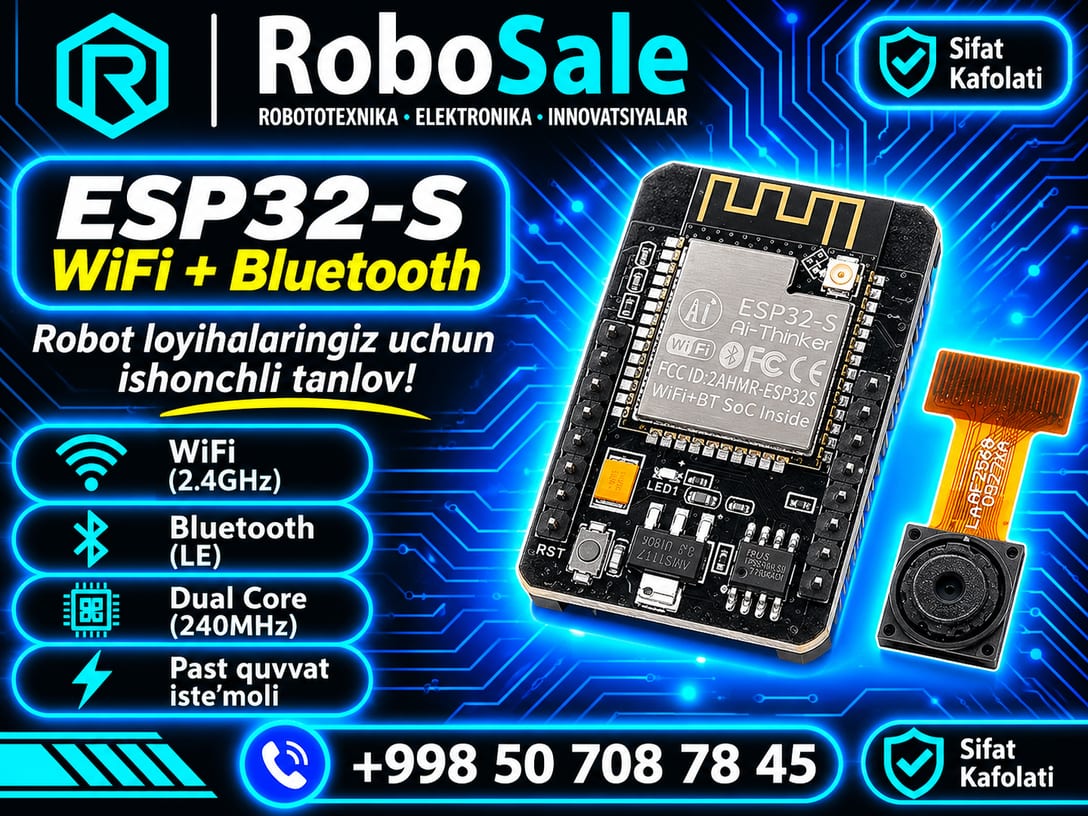 RoboSale
ROBOTOTEXNIKA • ELEKTRONIKA • INNOVATSIYALAR
Sifat
Kafolati
ESP32-S
WiFi + Bluetooth
Robot loyihalaringiz uchun
ishonchli tanlov!
WiFi
(2.4GHz)
Bluetooth
(LE)
Dual Core
(240MHz)
Past quvvat
iste'moli
Ai
ESP32-S
Ai-Thinker
WiFi FC CE
FCC ID:2AHMR-ESP32S
WiFi+BT SoC Inside
LED1
RST
AMS1117
+998 50 708 78 45
Sifat
Kafolati